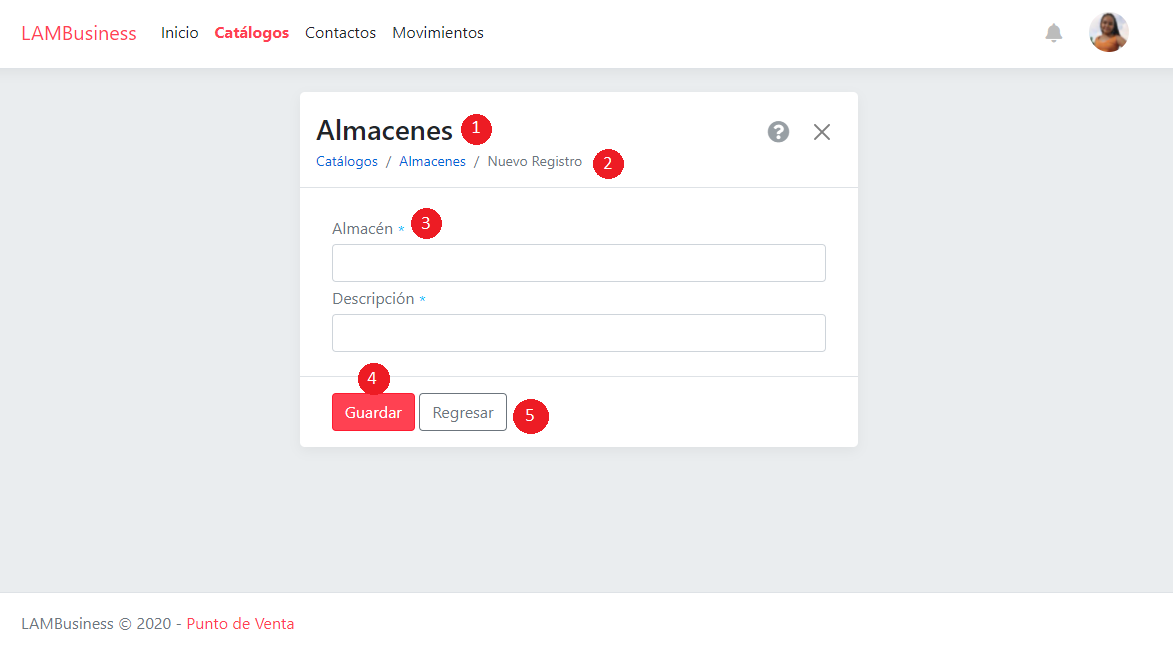 LAMBusiness Inicio Catálogos Contactos Movimientos
Almacenes 1
?
Catálogos / Almacenes / Nuevo Registro 2
Almacén * 3
Descripción *
4
Guardar Regresar 5
LAMBusiness © 2020 - Punto de Venta